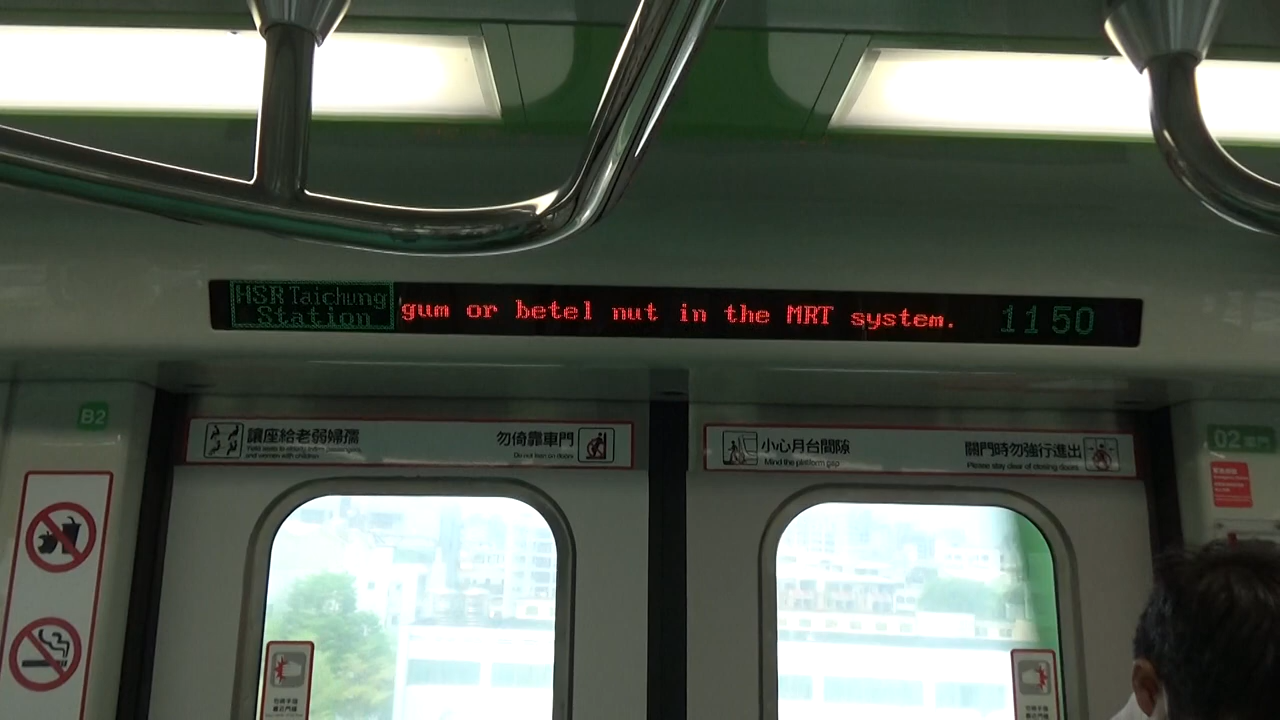 HSR Taichung
Station
gum or betel nut in the MRT system.
11 50
B2
讓座給老弱婦孺
勿倚靠車門
Do not lean on doors
小心月台間隙
Mind the platform gap
關門時勿強行進出
Please stay clear of closing doors
02